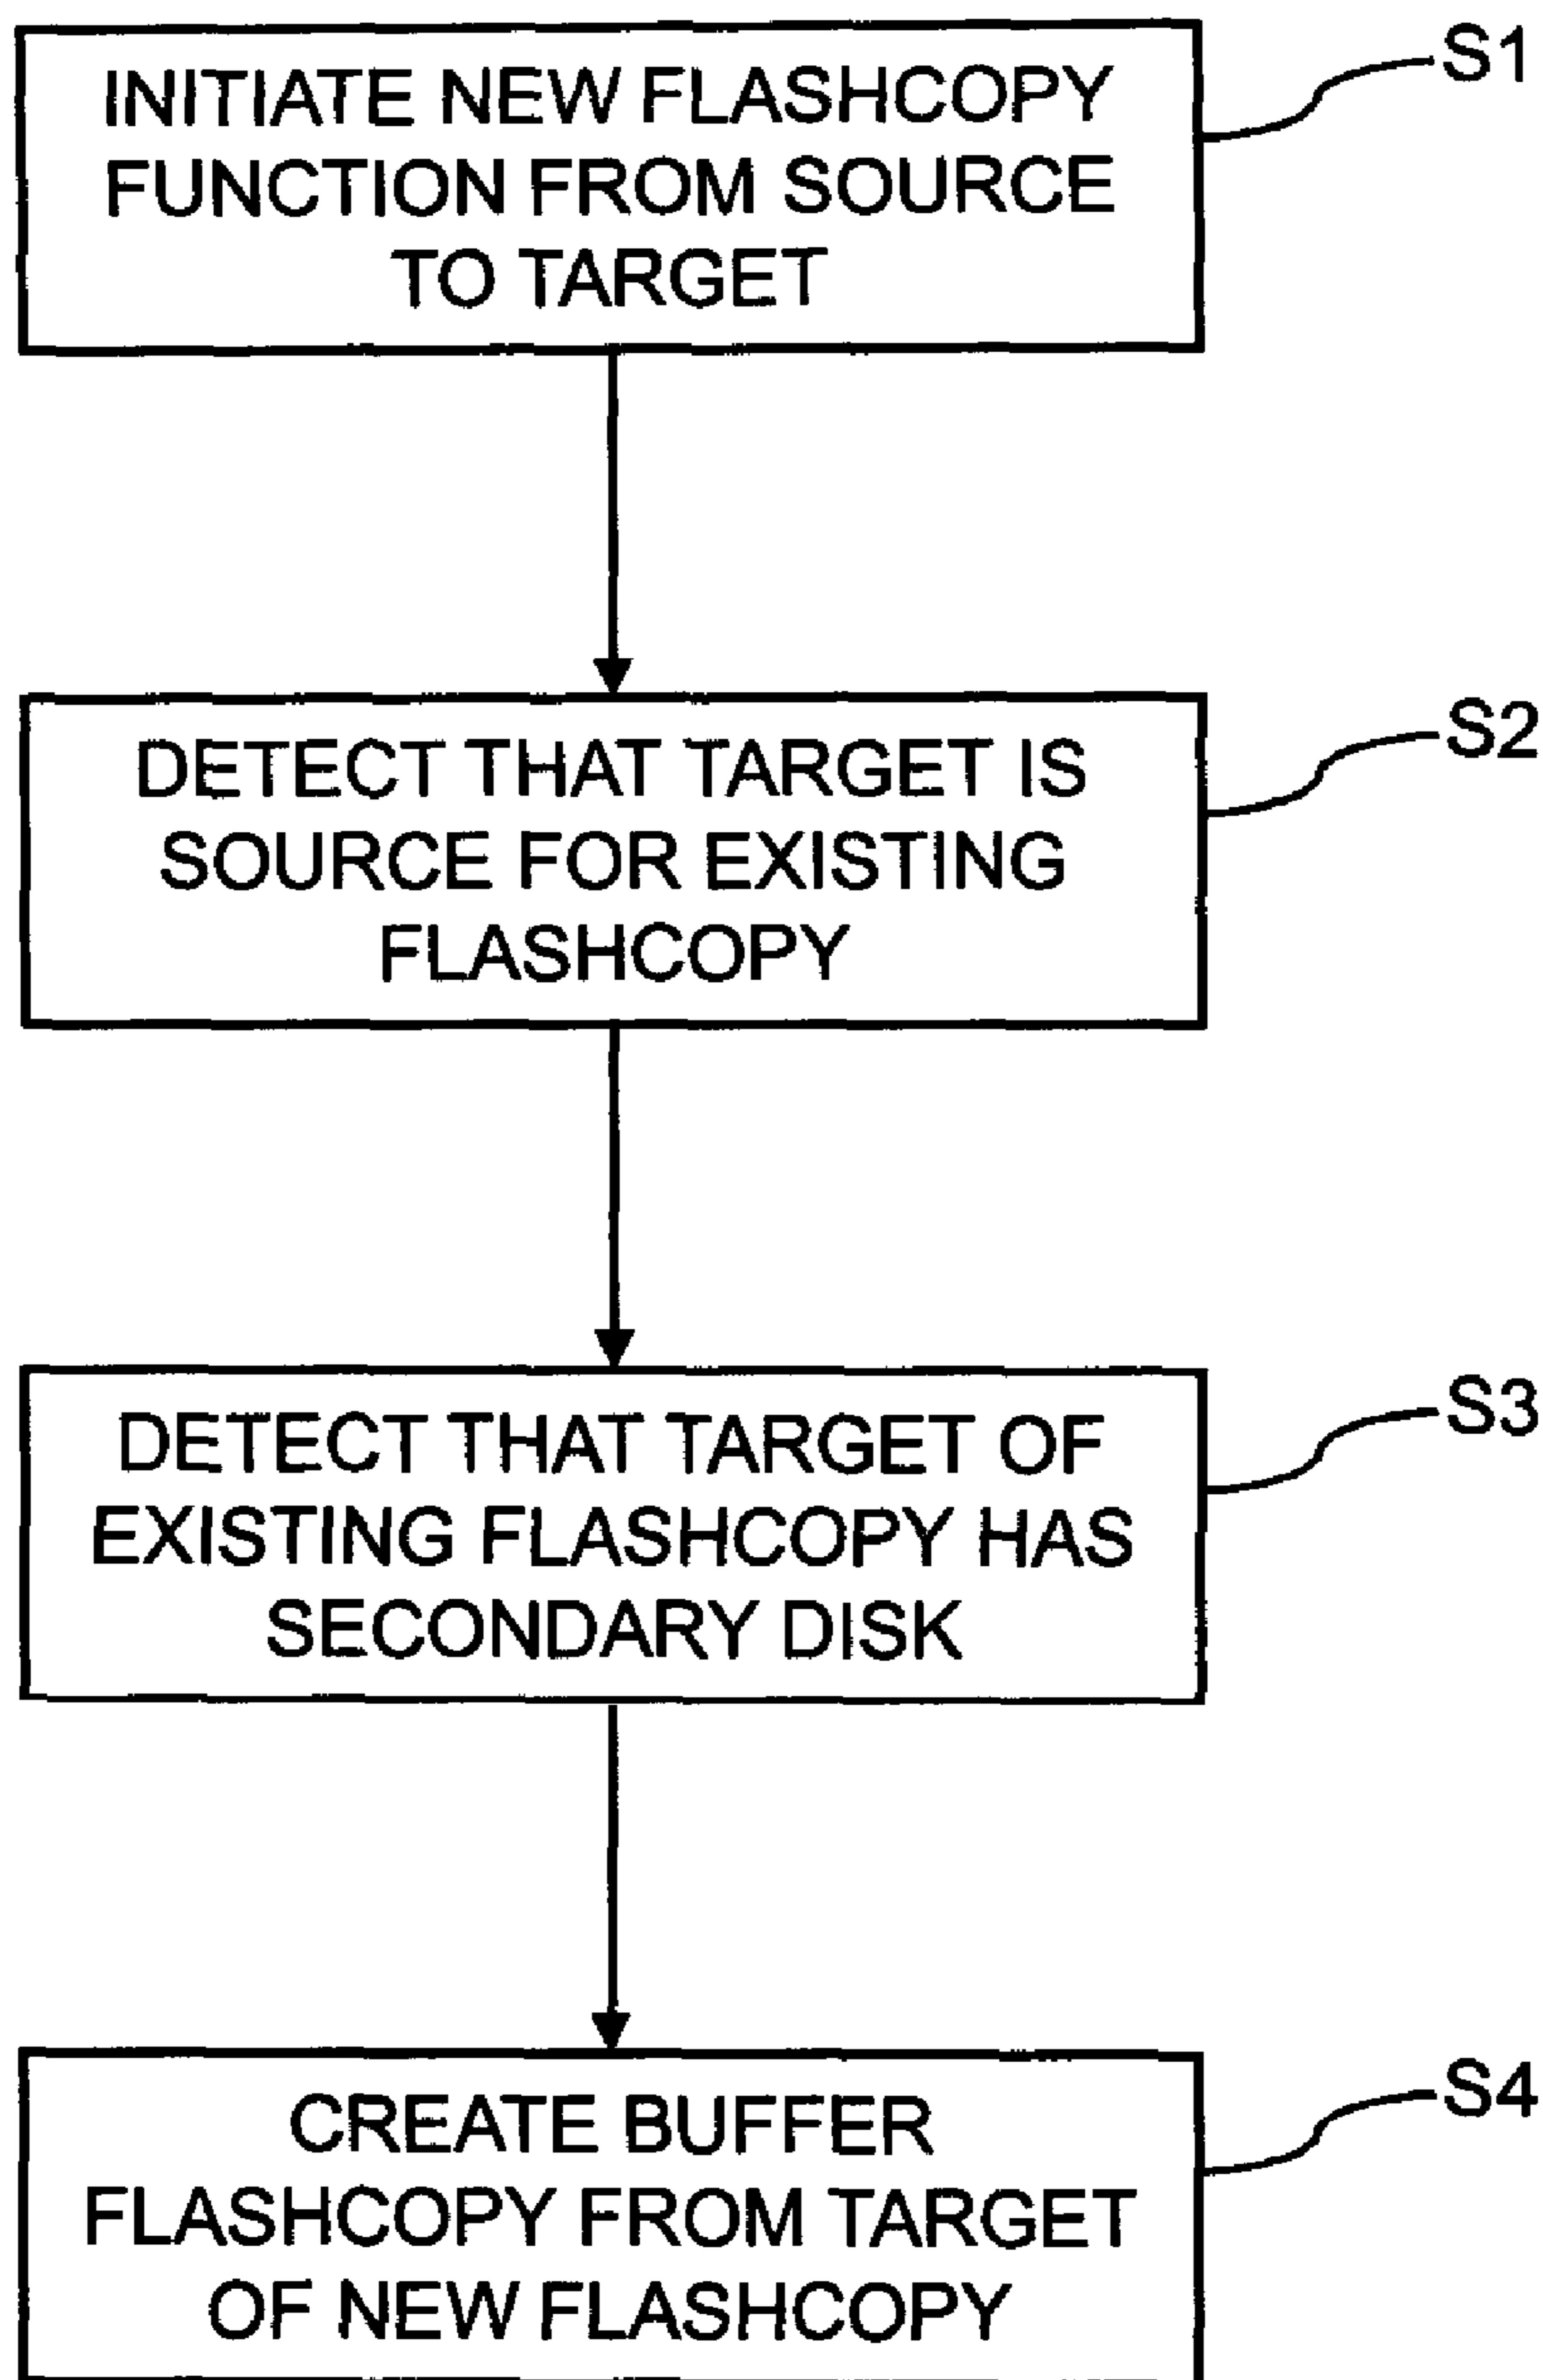 INITIATE NEW FLASHCOPY
FUNCTION FROM SOURCE
TO TARGET
S1
DETECT THAT TARGET IS
SOURCE FOR EXISTING
FLASHCOPY
S2
DETECT THAT TARGET OF
EXISTING FLASHCOPY HAS
SECONDARY DISK
S3
CREATE BUFFER
FLASHCOPY FROM TARGET
OF NEW FLASHCOPY
S4